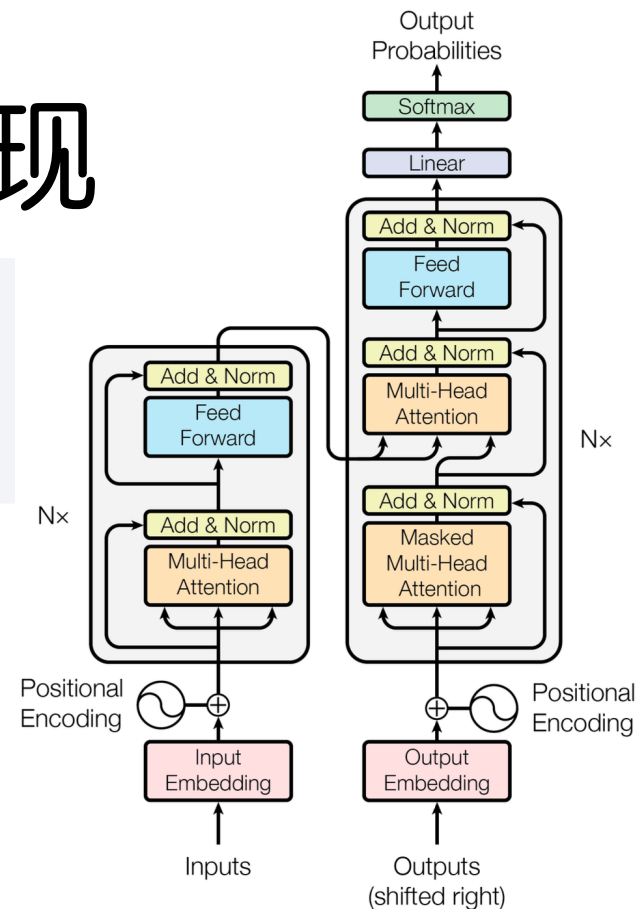 现
Output
Probabilities
Softmax
Linear
Add & Norm
Feed
Forward
Add & Norm
Multi-Head
Attention
Add & Norm
Masked
Multi-Head
Attention
Nx
Positional
Encoding
Output
Embedding
Outputs
(shifted right)
Add & Norm
Feed
Forward
Add & Norm
Multi-Head
Attention
Nx
Positional
Encoding
Input
Embedding
Inputs